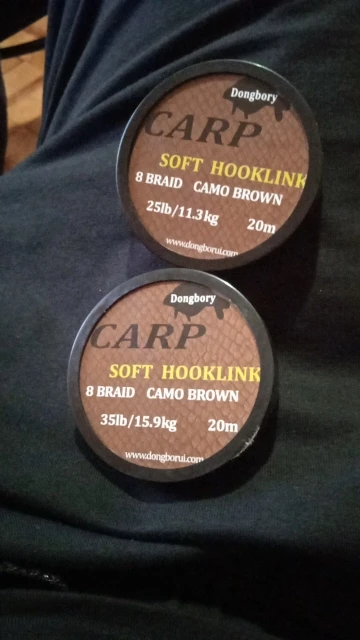 Dongbory
CARP
SOFT HOOKLINK
8 BRAID CAMO BROWN
25lb/11.3kg 20m
www.dongborui.com
Dongbory
CARP
SOFT HOOKLINK
8 BRAID CAMO BROWN
35lb/15.9kg 20m
www.dongborui.com